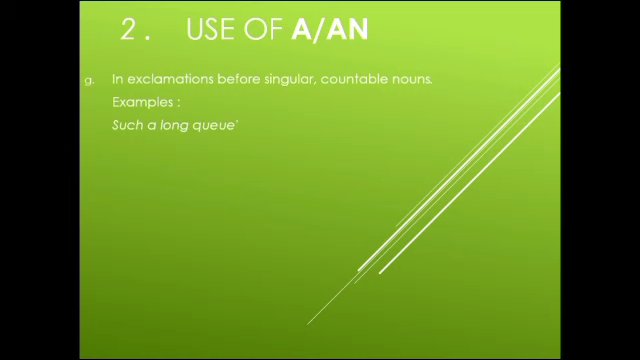 2. USE OF A/AN
g. In exclamations before singular, countable nouns.
Examples :
Such a long queue'